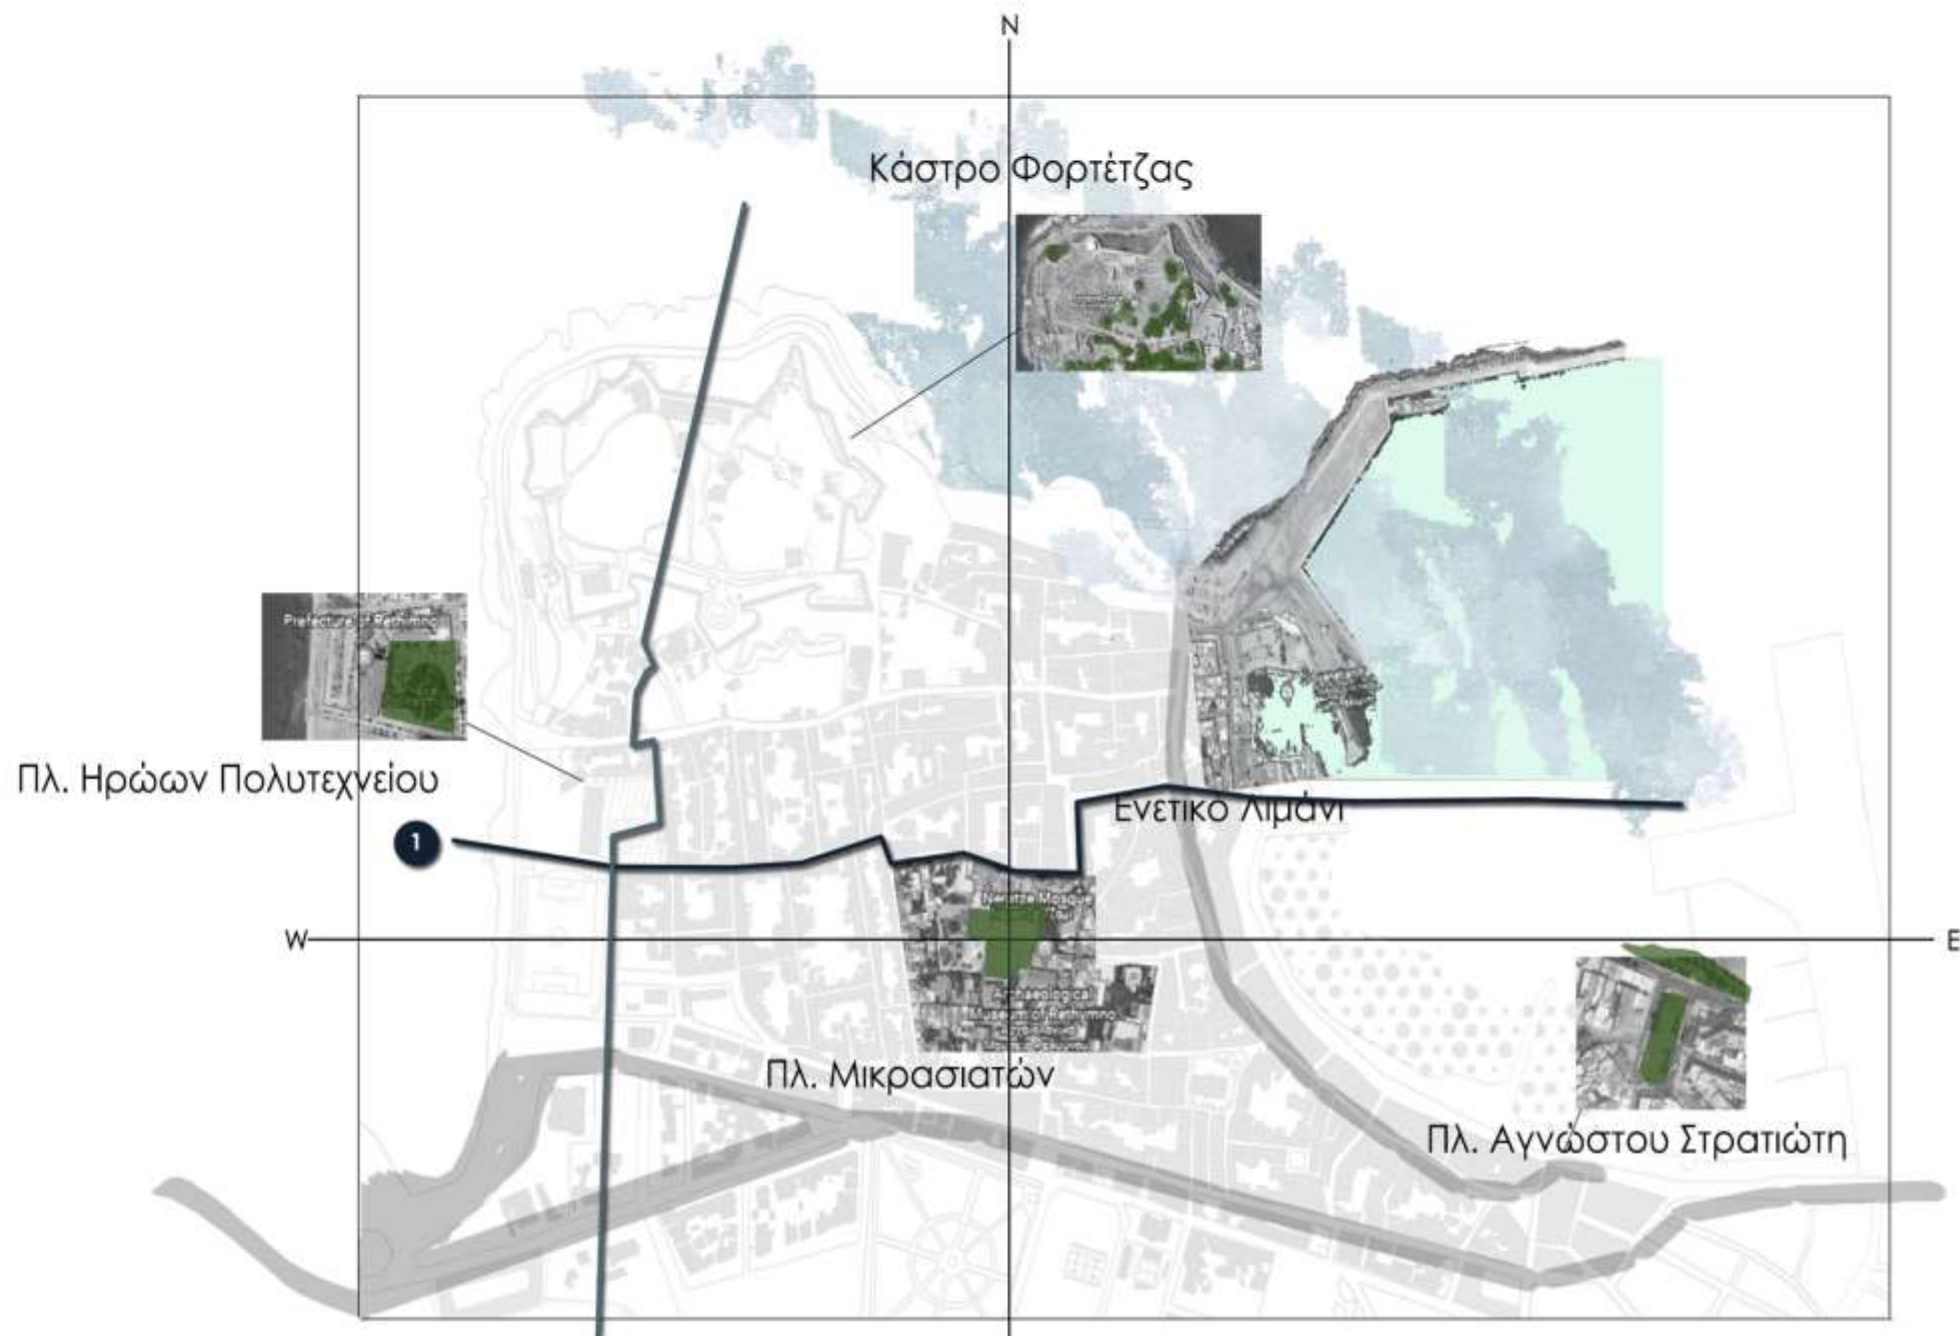 N
Κάστρο Φορτέτζας
Prefecture of Rethimno
Πλ. Ηρώων Πολυτεχνείου
Ενετικό Λιμάνι
1
Neratze Mosque
W
E
Archaeological
Museum of Rethymno
Πλ. Μικρασιατών
Πλ. Αγνώστου Στρατιώτη